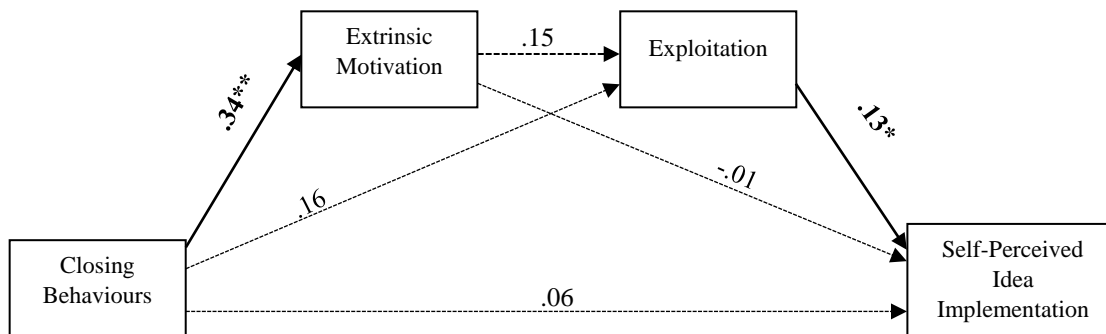 Extrinsic
Motivation
.15
Exploitation
.34**
.13*
.16
-.01
Closing
Behaviours
.06
Self-Perceived
Idea
Implementation